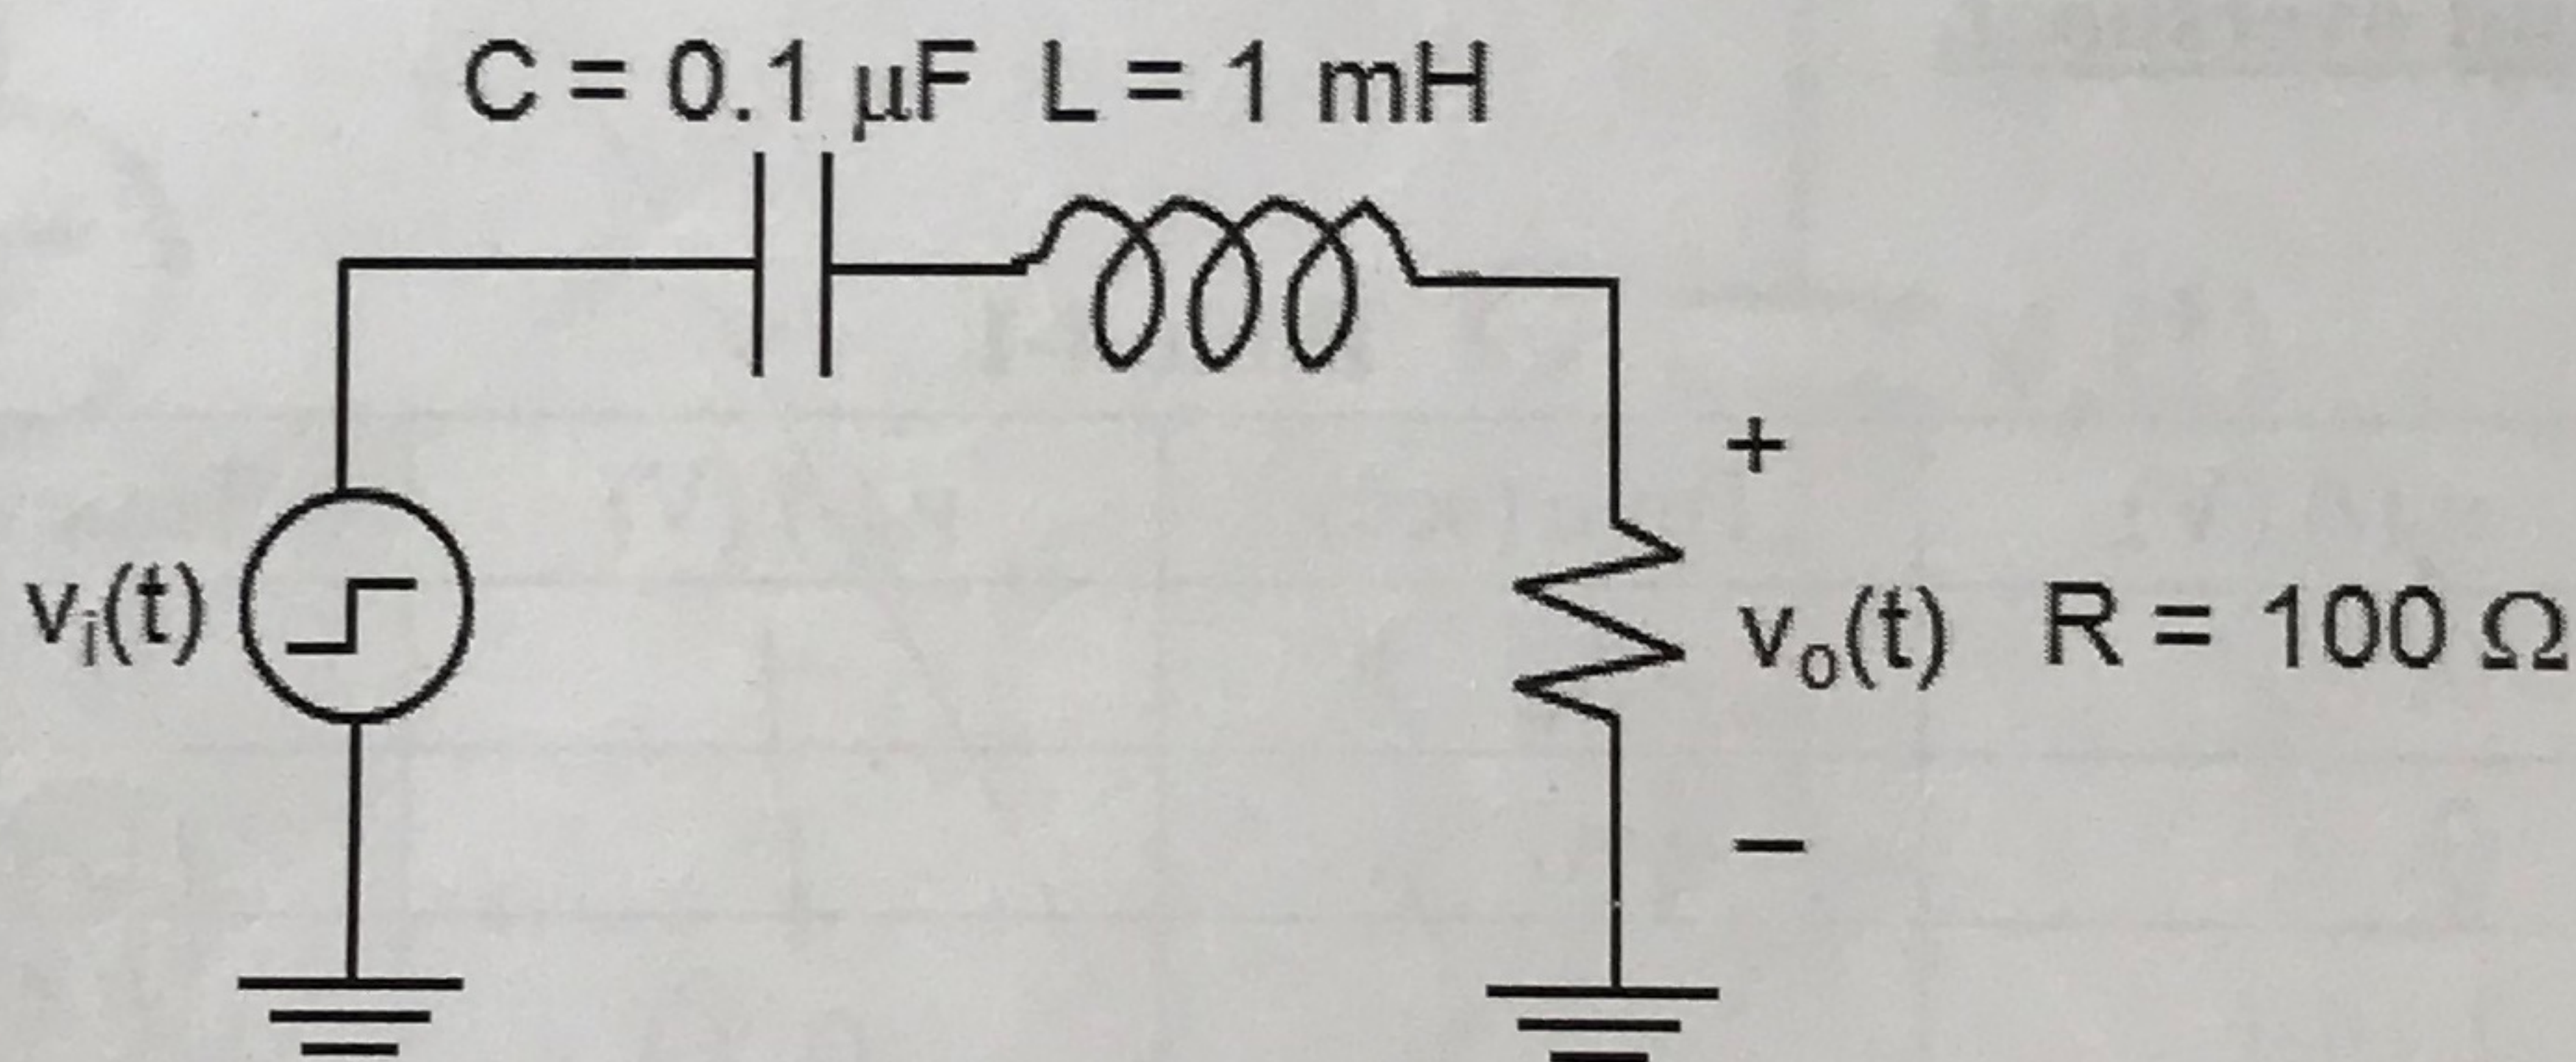 C = 0.1 μF L = 1 mH
+
vi(t) vo(t) R = 100 Ω
−